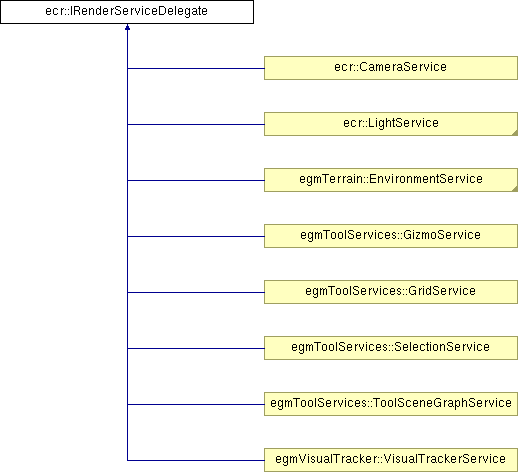 ecr::IRenderServiceDelegate
ecr::CameraService
ecr::LightService
egmTerrain::EnvironmentService
egmToolServices::GizmoService
egmToolServices::GridService
egmToolServices::SelectionService
egmToolServices::ToolSceneGraphService
egmVisualTracker::VisualTrackerService